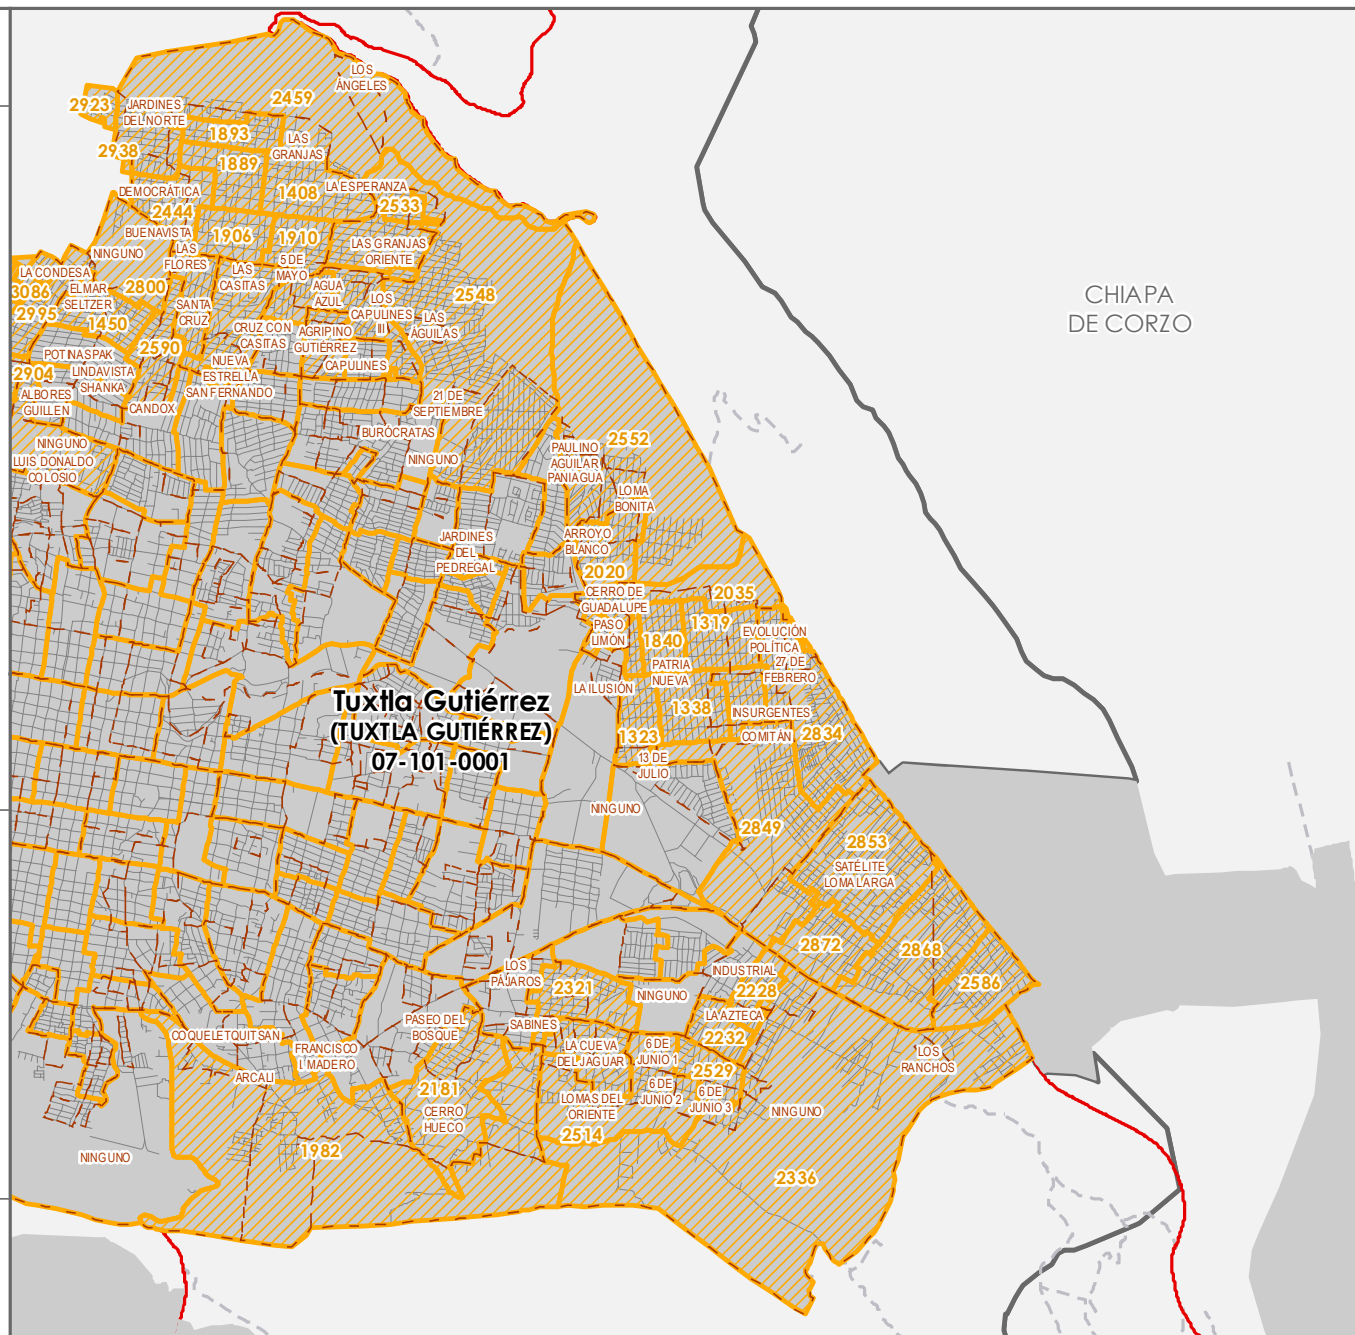 LOS
ÁNGELES
2459
2923
JARDINES
DEL NORTE
1893
LAS
GRANJAS
2938
1889
DEMOCRÁTICA
1408
LA ESPERANZA
2533
2444
BUENAVISTA
1906
1910
LAS GRANJAS
ORIENTE
NINGUNO
LAS
FLORES
5 DE
MAYO
LA CONDESA
3086
ELMAR
SELTZER
2800
LAS
CASITAS
AGUA
AZUL
2548
CHIAPA
DE CORZO
2995
1450
SANTA
CRUZ
LOS
CAPULINES
III
LAS
ÁGUILAS
CRUZ CON
CASITAS
AGRIPINO
GUTIÉRREZ
2590
POTINASPAK
CAPULINES
2904
LINDAVISTA
SHANKA
NUEVA
ESTRELLA
SAN FERNANDO
ALBORES
GUILLEN
CANDOX
21 DE
SEPTIEMBRE
BURÓCRATAS
2552
NINGUNO
LUIS DONALDO
COLOSIO
NINGUNO
PAULINO
AGUILAR
PANIAGUA
LOMA
BONITA
JARDINES
DEL
PEDREGAL
ARROYO
BLANCO
2020
CERRO DE
GUADALUPE
2035
PASO
LIMÓN
1319
1840
EVOLUCIÓN
POLÍTICA
27 DE
FEBRERO
PATRIA
NUEVA
LA ILUSIÓN
Tuxtla Gutiérrez
(TUXTLA GUTIÉRREZ)
07-101-0001
1338
INSURGENTES
1323
COMITÁN
2834
13 DE
JULIO
NINGUNO
2849
2853
SATÉLITE
LOMA LARGA
2872
2868
LOS
PÁJAROS
INDUSTRIAL
2586
2321
NINGUNO
2228
LA AZTECA
PASEO DEL
BOSQUE
SABINES
COQUELETQUITSAN
2232
FRANCISCO
I. MADERO
LA CUEVA
DEL JAGUAR
6 DE
JUNIO 1
LOS
RANCHOS
ARCALI
2529
2181
6 DE
JUNIO 2
6 DE
JUNIO 3
LOMAS DEL
ORIENTE
CERRO
HUECO
NINGUNO
2514
1982
NINGUNO
2336